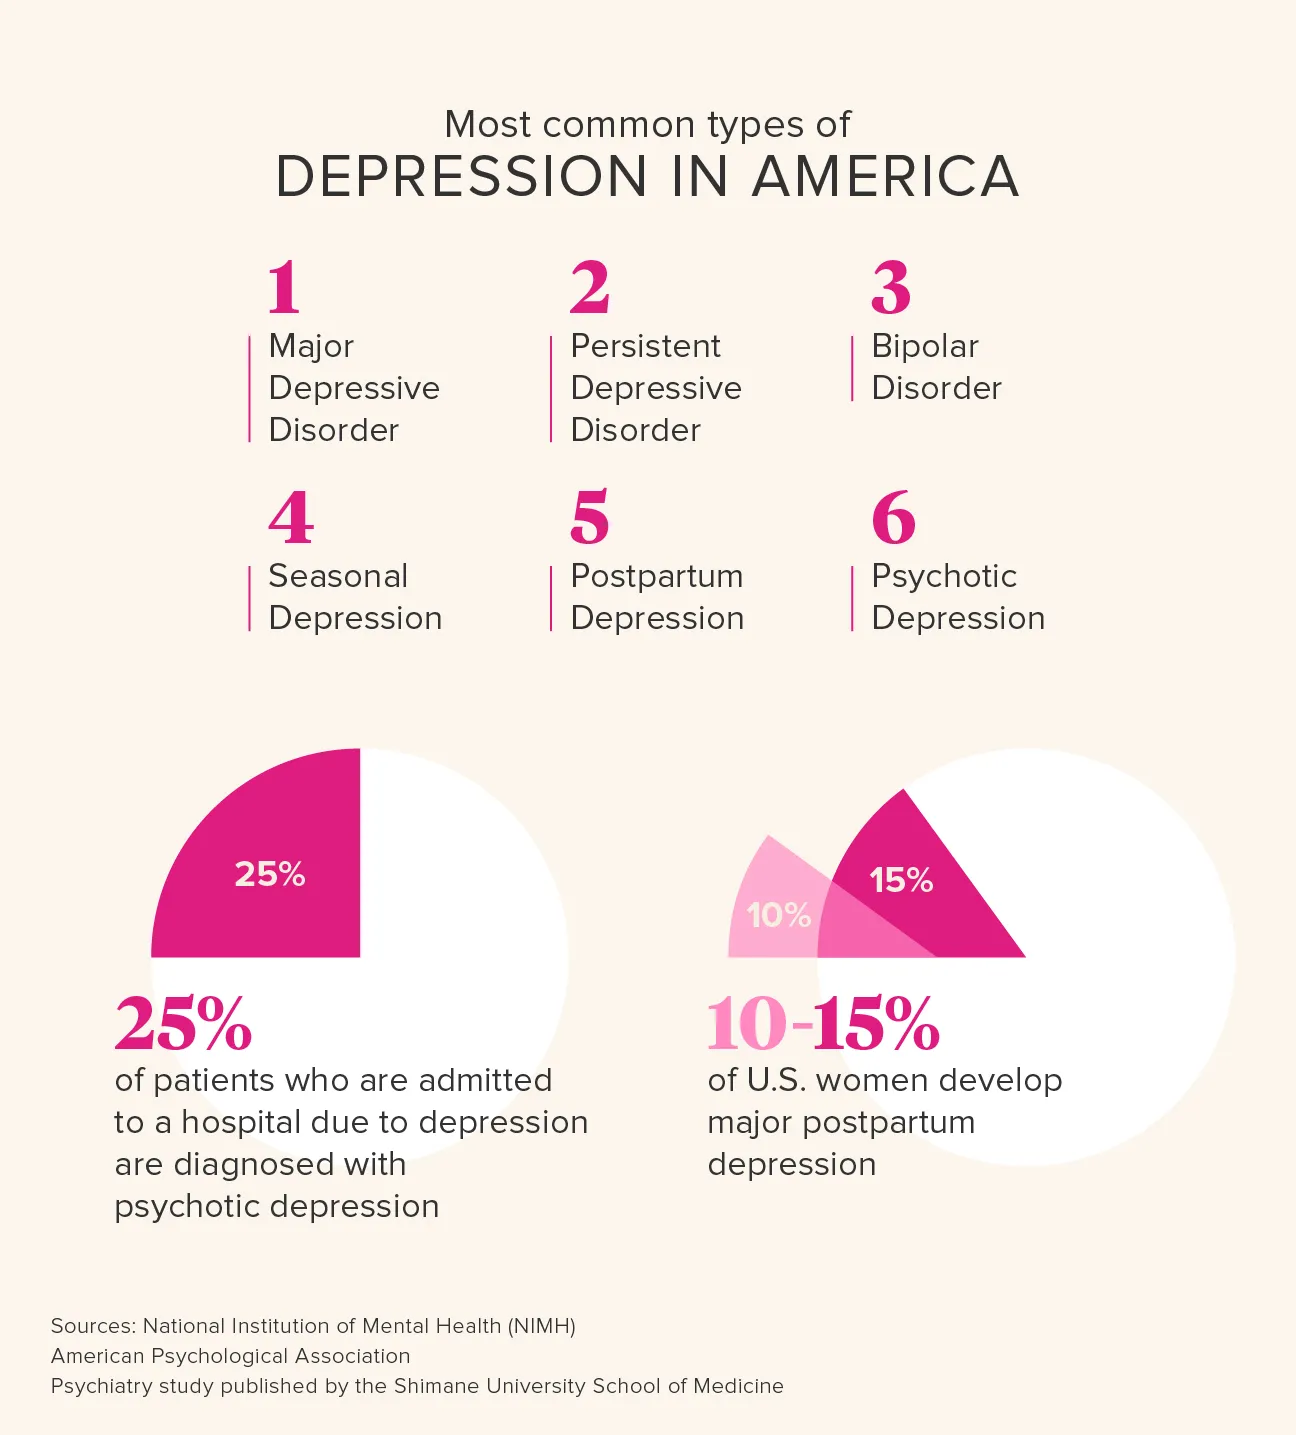 Most common types of
DEPRESSION IN AMERICA
1
Major
Depressive
Disorder
2
Persistent
Depressive
Disorder
3
Bipolar
Disorder
4
Seasonal
Depression
5
Postpartum
Depression
6
Psychotic
Depression
25%
25%
of patients who are admitted
to a hospital due to depression
are diagnosed with
psychotic depression
15%
10%
10-15%
of U.S. women develop
major postpartum
depression
Sources: National Institution of Mental Health (NIMH)
American Psychological Association
Psychiatry study published by the Shimane University School of Medicine